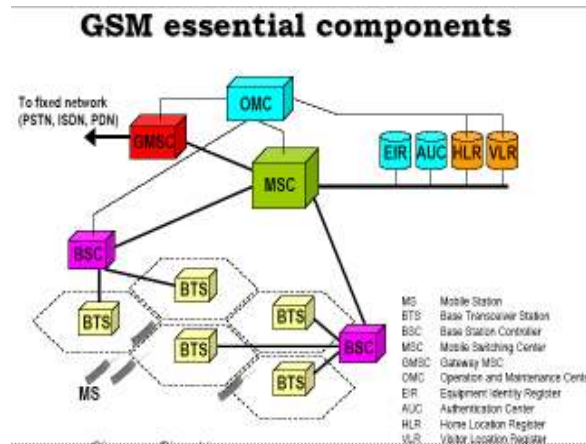 GSM essential components
To fixed network
(PSTN, ISDN, PDN)
OMC
GMSC
EIR
AUC
HLR
VLR
MSC
BSC
BTS
BTS
BTS
BTS
BSC
BTS
MS
MS Mobile Station
BTS Base Transceiver Station
BSC Base Station Controller
MSC Mobile Switching Center
GMSC Gateway MSC
OMC Operation and Maintenance Cente
EIR Equipment Identity Register
AUC Authentication Center
HLR Home Location Register
VLR Visitor Location Register